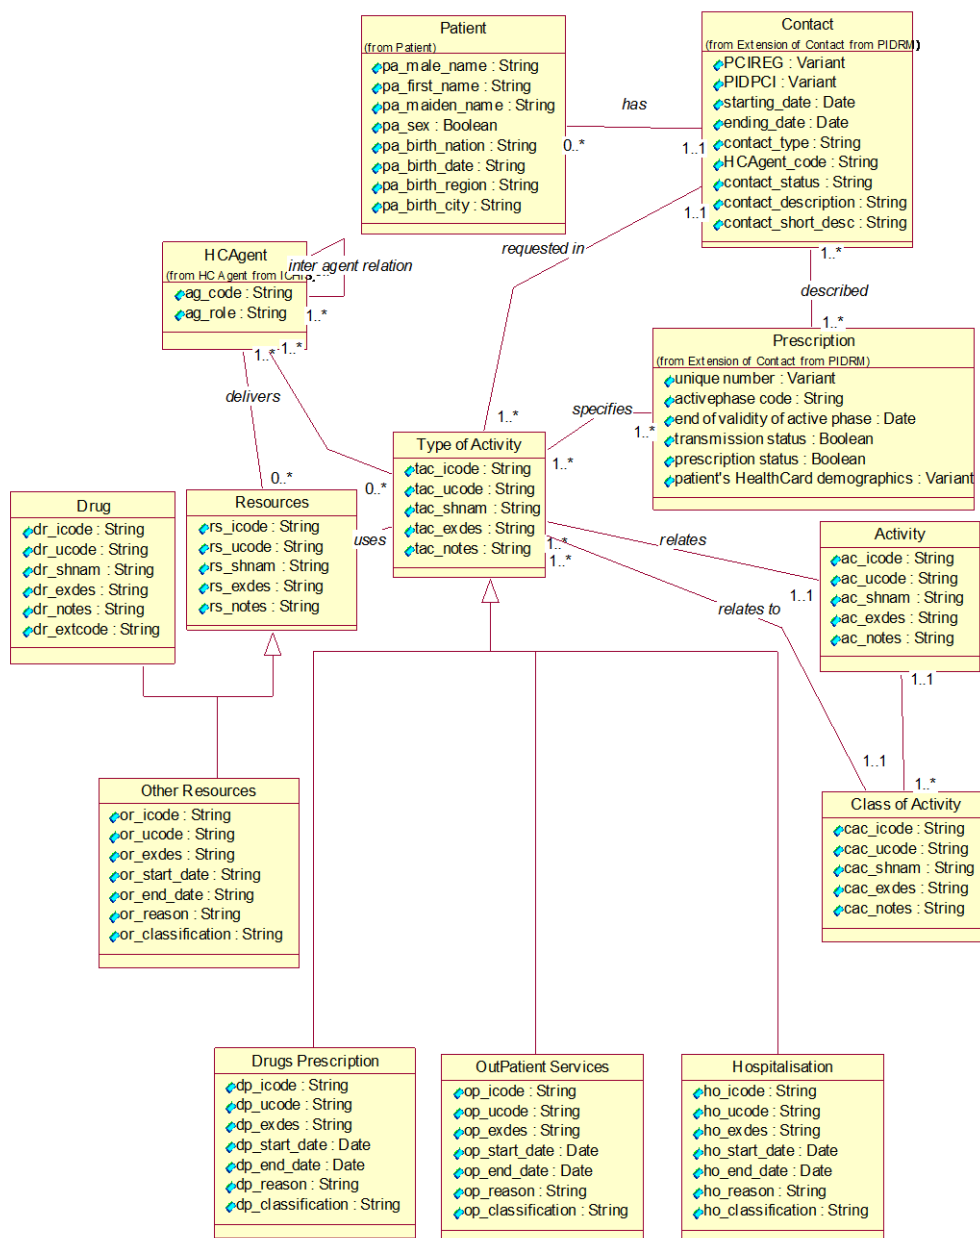 Patient
(from Patient)
pa_male_name : String
pa_first_name : String
pa_maiden_name : String
pa_sex : Boolean
pa_birth_nation : String
pa_birth_date : String
pa_birth_region : String
pa_birth_city : String
Contact
(from Extension of Contact from PIDRM)
PCIREG : Variant
PIDPCI : Variant
starting_date : Date
ending_date : Date
contact_type : String
HCAgent_code : String
contact_status : String
contact_description : String
contact_short_desc : String
has
0..*
1..1
1..1
requested in
1..*
HCAgent
(from HC Agent from
ag_code : String
ag_role : String
inter agent relation
1..*
1..*
1..*
delivers
0..*
0..*
1..*
described
1..*
Prescription
(from Extension of Contact from PIDRM)
unique number : Variant
activephase code : String
end of validity of active phase : Date
transmission status : Boolean
prescription status : Boolean
patient's HealthCard demographics : Variant
specifies
1..*
1..*
Type of Activity
tac_icode : String
tac_ucode : String
tac_shnam : String
tac_exdes : String
tac_notes : String
Drug
dr_icode : String
dr_ucode : String
dr_shnam : String
dr_exdes : String
dr_notes : String
dr_extcode : String
Resources
rs_icode : String
rs_ucode : String
rs_shnam : String
rs_exdes : String
rs_notes : String
uses
relates
1..*
1..*
1..1
relates to
Activity
ac_icode : String
ac_ucode : String
ac_shnam : String
ac_exdes : String
ac_notes : String
1..1
1..1
1..*
Class of Activity
cac_icode : String
cac_ucode : String
cac_shnam : String
cac_exdes : String
cac_notes : String
Other Resources
or_icode : String
or_ucode : String
or_exdes : String
or_start_date : String
or_end_date : String
or_reason : String
or_classification : String
Drugs Prescription
dp_icode : String
dp_ucode : String
dp_exdes : String
dp_start_date : Date
dp_end_date : Date
dp_reason : String
dp_classification : String
OutPatient Services
op_icode : String
op_ucode : String
op_exdes : String
op_start_date : Date
op_end_date : Date
op_reason : String
op_classification : String
Hospitalisation
ho_icode : String
ho_ucode : String
ho_exdes : String
ho_start_date : Date
ho_end_date : Date
ho_reason : String
ho_classification : String